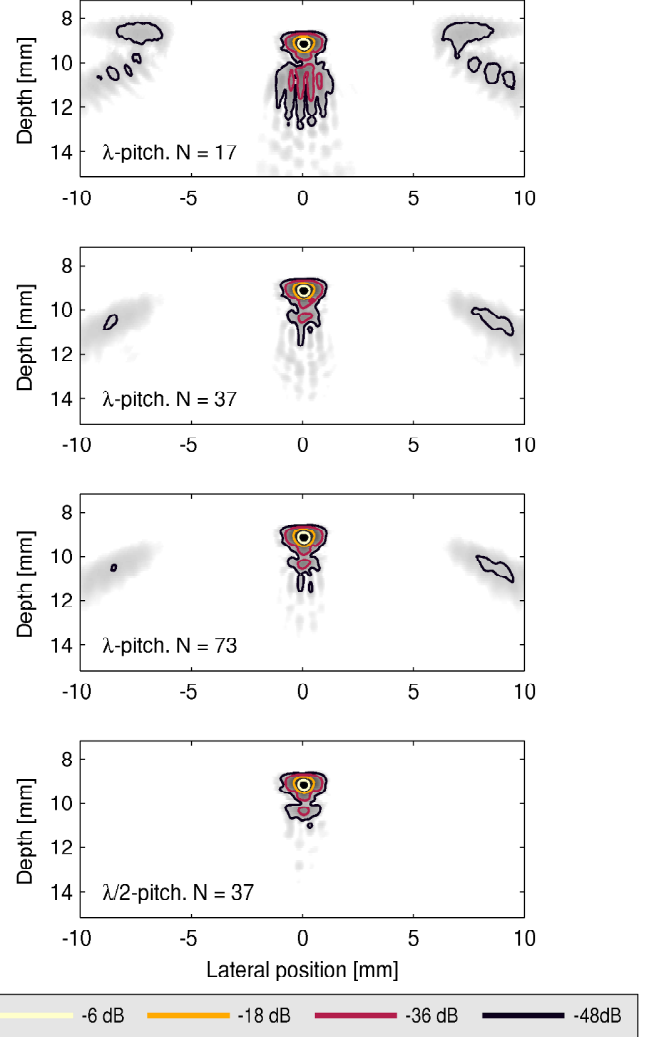 Depth [mm]
8
10
12
14
λ-pitch. N = 17
-10 -5 0 5 10
Depth [mm]
8
10
12
14
λ-pitch. N = 37
-10 -5 0 5 10
Depth [mm]
8
10
12
14
λ-pitch. N = 73
-10 -5 0 5 10
Depth [mm]
8
10
12
14
λ/2-pitch. N = 37
-10 -5 0 5 10
Lateral position [mm]
-6 dB -18 dB -36 dB -48dB